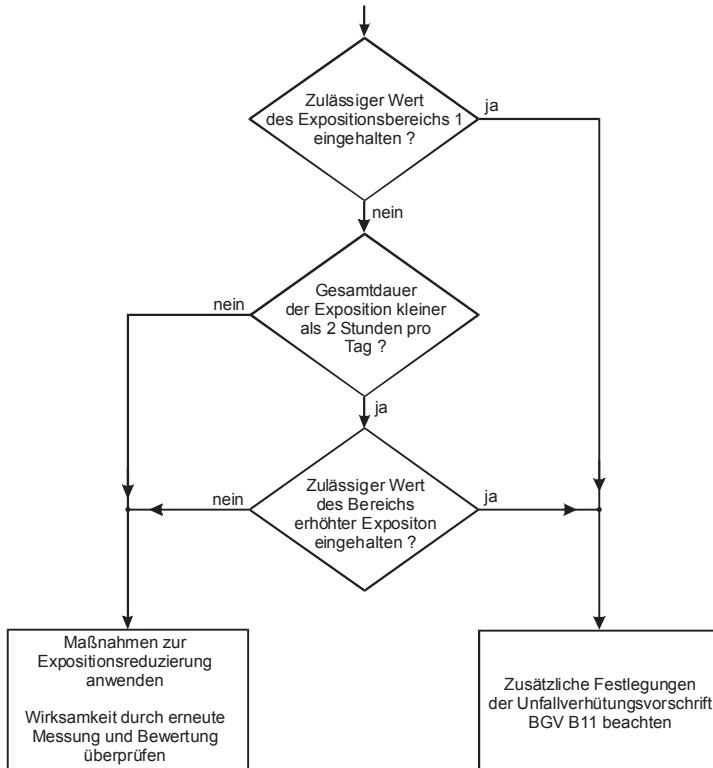 Zulässiger Wert
des Expositionsbereichs 1
eingehalten ?
ja
nein
Gesamtdauer
der Exposition kleiner
als 2 Stunden pro
Tag ?
nein
ja
Zulässiger Wert
des Bereichs
erhöhter Expositon
eingehalten ?
nein
ja
Maßnahmen zur
Expositionsreduzierung
anwenden
Wirksamkeit durch erneute
Messung und Bewertung
überprüfen
Zusätzliche Festlegungen
der Unfallverhütungsvorschrift
BGV B11 beachten